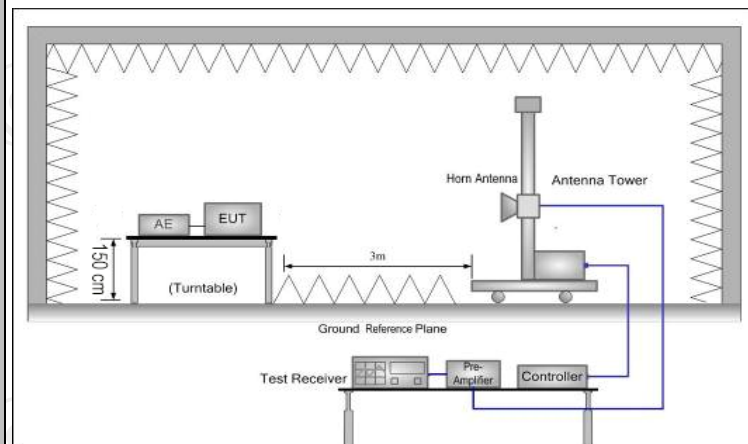 Horn Antenna
Antenna Tower
AE
EUT
150 cm
3m
(Turntable)
Ground Reference Plane
Test Receiver
Pre-
Amplifier
Controller